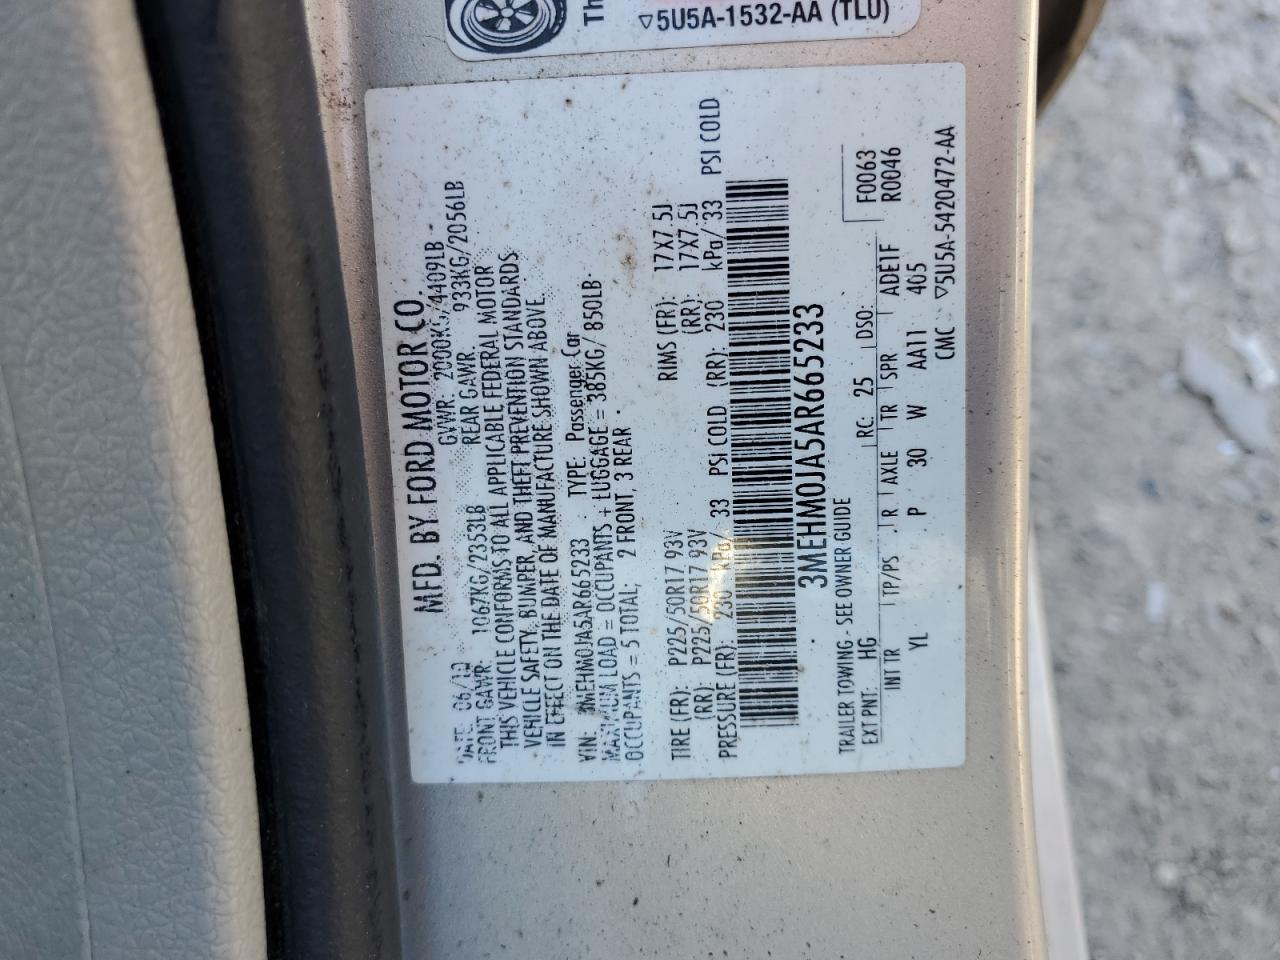 Th
▽5U5A-1532-AA (TLU)
MFD. BY FORD MOTOR CO.
DATE: 06/10 GVWR: 2000KG/4409LB
FRONT GAWR: 1067KG/2353LB REAR GAWR: 933KG/2056LB
THIS VEHICLE CONFORMS TO ALL APPLICABLE FEDERAL MOTOR
VEHICLE SAFETY, BUMPER, AND THEFT PREVENTION STANDARDS
IN EFFECT ON THE DATE OF MANUFACTURE SHOWN ABOVE.
VIN: 3MEHM0JA5AR665233 TYPE: Passenger Car
MAXIMUM LOAD = OCCUPANTS + LUGGAGE = 385KG/ 850LB
OCCUPANTS = 5 TOTAL; 2 FRONT, 3 REAR
TIRE (FR): P225/50R17 93V RIMS (FR): 17X7.5J
(RR): P225/50R17 93V (RR): 17X7.5J
PRESSURE (FR): 230 kPa/ 33 PSI COLD (RR): 230 kPa/ 33 PSI COLD
3MEHM0JA5AR665233
TRAILER TOWING - SEE OWNER GUIDE F0063
EXT PNT: HG RC: 25 DSO: R0046
INT TR TP/PS R AXLE TR SPR ADE1F
YL P 30 W AA11 405
CMC ▽5U5A-5420472-AA